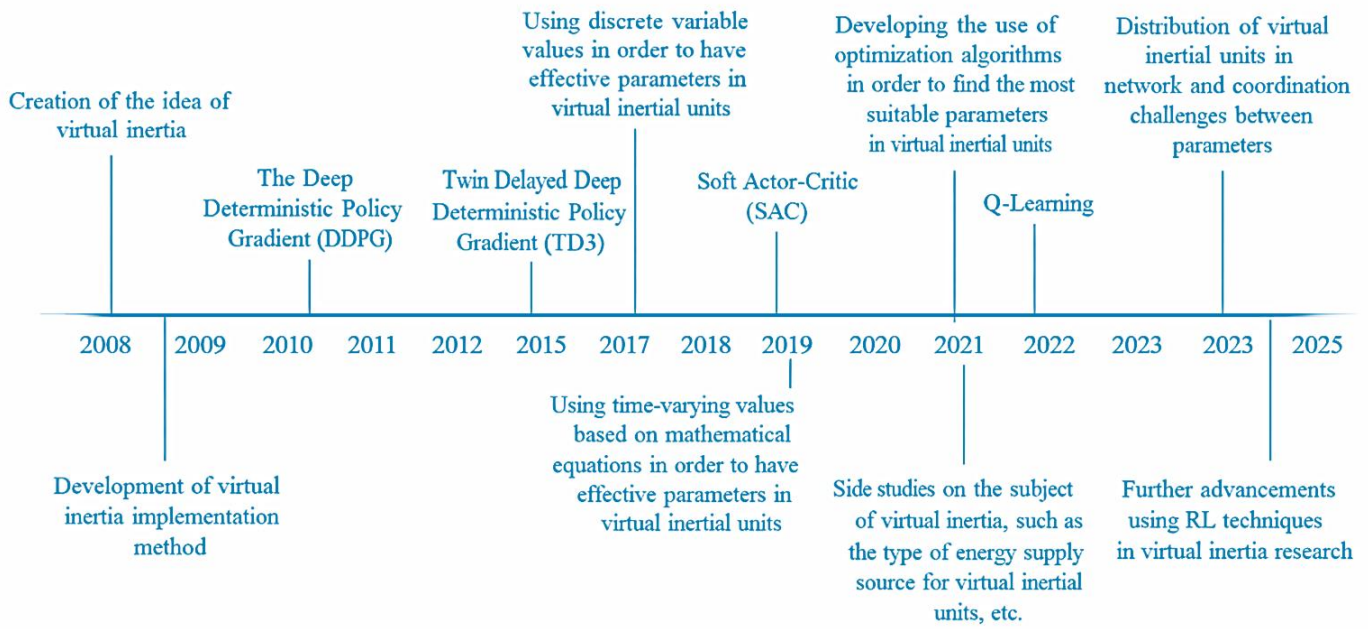 Creation of the idea of
virtual inertia
The Deep
Deterministic Policy
Gradient (DDPG)
Twin Delayed Deep
Deterministic Policy
Gradient (TD3)
Using discrete variable
values in order to have
effective parameters in
virtual inertial units
Soft Actor-Critic
(SAC)
Developing the use of
optimization algorithms
in order to find the most
suitable parameters
in virtual inertial units
Q-Learning
Distribution of virtual
inertial units in
network and coordination
challenges between
parameters
2008 2009 2010 2011 2012 2015 2017 2018 2019 2020 2021 2022 2023 2023 2025
Development of virtual
inertia implementation
method
Using time-varying values
based on mathematical
equations in order to have
effective parameters in
virtual inertial units
Side studies on the subject
of virtual inertia, such as
the type of energy supply
source for virtual inertial
units, etc.
Further advancements
using RL techniques
in virtual inertia research